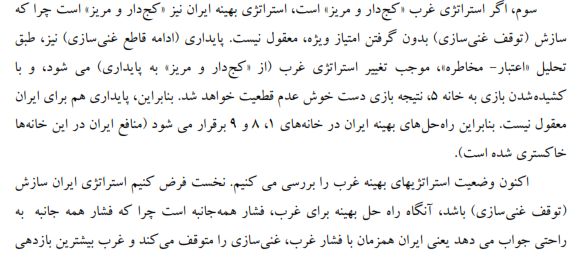 سوم، اگر استراتژی غرب «کج‌دار و مریز» است، استراتژی بهینه ایران نیز «کج‌دار و مریز» است چرا که
سازش (توقف غنی‌سازی) بدون گرفتن امتیاز ویژه، معقول نیست. پایداری (ادامه قاطع غنی‌سازی) نیز، طبق
تحلیل «اعتبار- مخاطره»، موجب تغییر استراتژی غرب (از «کج‌دار و مریز» به پایداری) می شود، و با
کشیده‌شدن بازی به خانه ۵، نتیجه بازی دست خوش عدم قطعیت خواهد شد. بنابراین، پایداری هم برای ایران
معقول نیست. بنابراین راه‌حل‌های بهینه ایران در خانه‌های ۱، ۸ و ۹ برقرار می شود (منافع ایران در این خانه‌ها
خاکستری شده است).
اکنون وضعیت استراتژیهای بهینه غرب را بررسی می کنیم. نخست فرض کنیم استراتژی ایران سازش
(توقف غنی‌سازی) باشد، آنگاه راه حل بهینه برای غرب، فشار همه‌جانبه است چرا که فشار همه جانبه به
راحتی جواب می دهد یعنی ایران همزمان با فشار غرب، غنی‌سازی را متوقف می‌کند و غرب بیشترین بازدهی